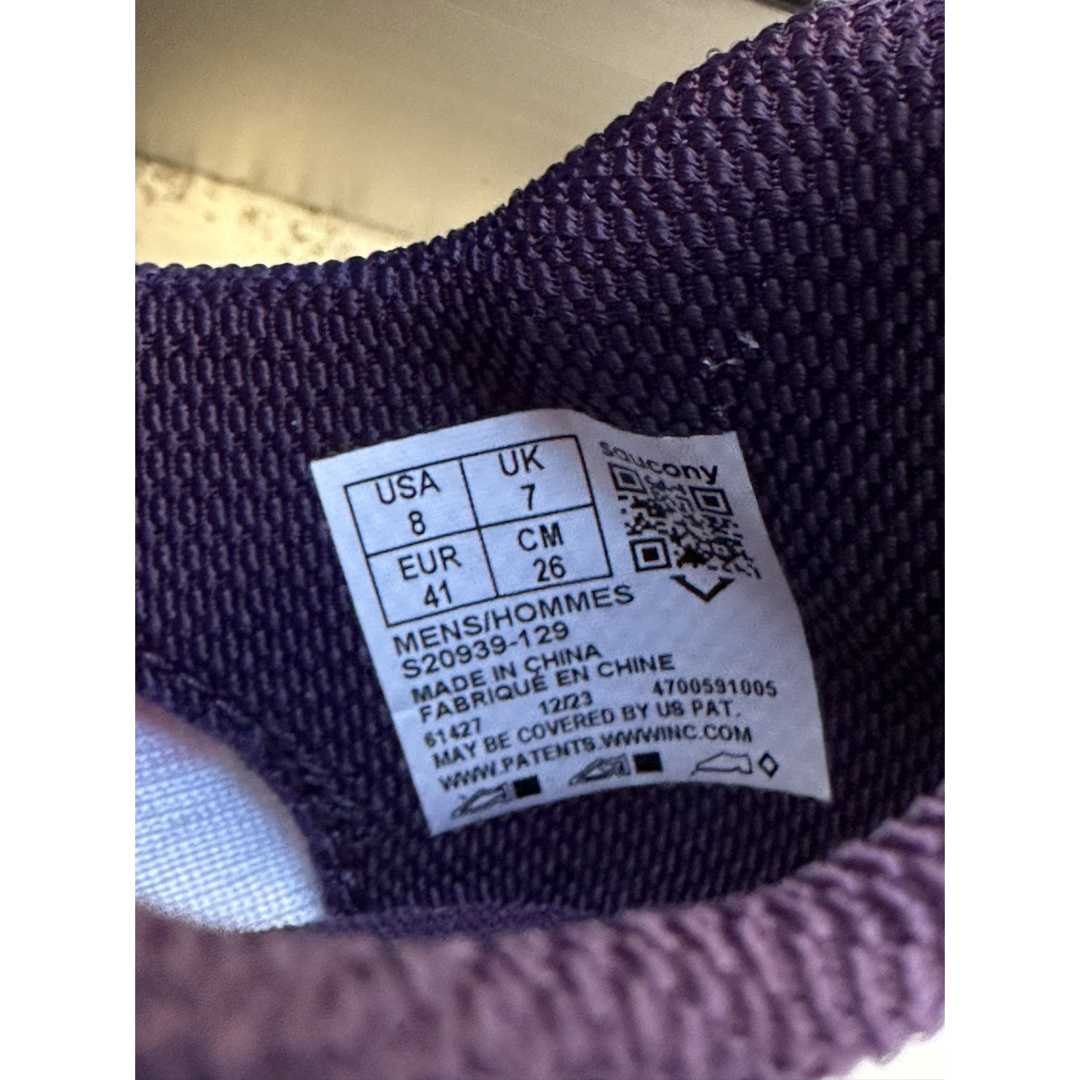 USA UK
8 7
EUR CM
41 26
saucony
MENS/HOMMES
S20939-129
MADE IN CHINA
FABRIQUÉ EN CHINE
61427 12/23 4700591005
MAY BE COVERED BY US PAT.
WWW.PATENTS.WWWINC.COM